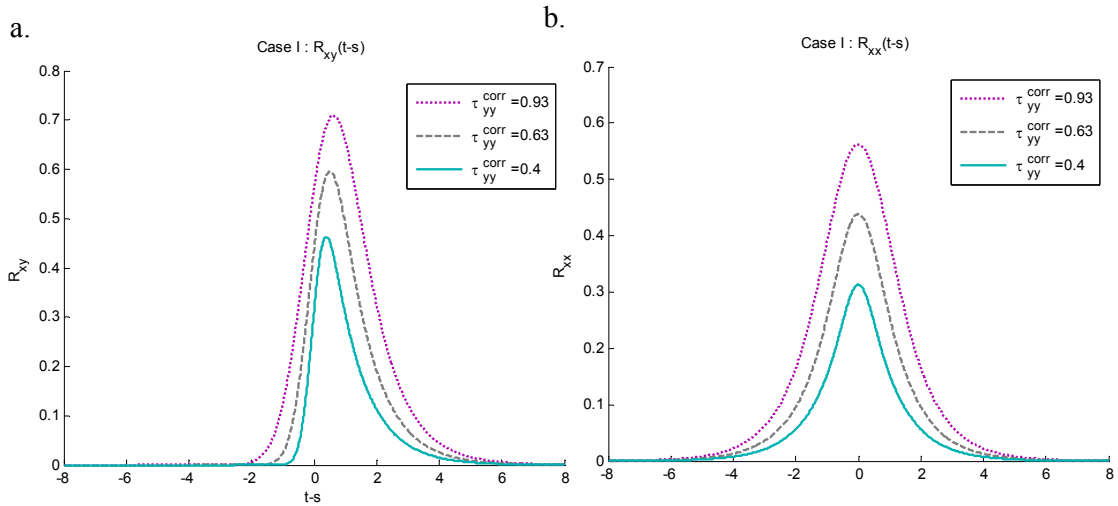 a.
Case I : R_xy(t-s)
0.8
0.7
0.6
0.5
0.4
0.3
0.2
0.1
0
R_xy
-8 -6 -4 -2 0 2 4 6 8
t-s
τ_yy^corr =0.93
τ_yy^corr =0.63
τ_yy^corr =0.4
b.
Case I : R_xx(t-s)
0.7
0.6
0.5
0.4
0.3
0.2
0.1
0
R_xx
-8 -6 -4 -2 0 2 4 6 8
τ_yy^corr =0.93
τ_yy^corr =0.63
τ_yy^corr =0.4